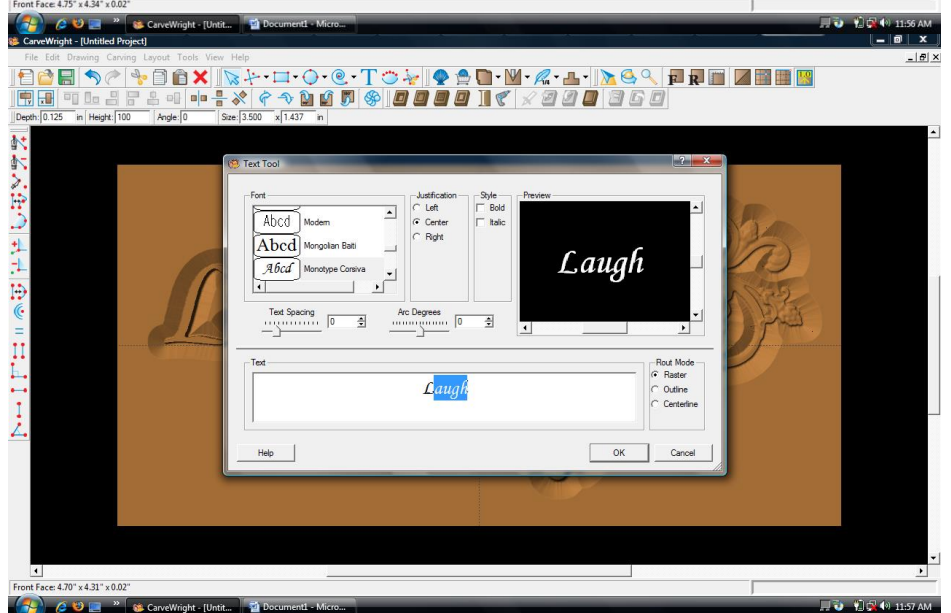 Front Face: 4.75" x 4.34" x 0.02"
» CarveWright - [Untit... Document1 - Micro... 11:56 AM
CarveWright - [Untitled Project]
File Edit Drawing Carving Layout Tools View Help
Depth: 0.125 in Height: 100 Angle: 0 Size: 3.500 x 1.437 in
Text Tool
Font Justification Style Preview
Left Bold
Abcd Modern Center Italic
Abcd Mongolian Baiti Right
Abcd Monotype Corsiva
Laugh
Text Spacing Arc Degrees
0 0
Text Rout Mode
Laugh Raster
Outline
Centerline
Help OK Cancel
Front Face: 4.70" x 4.31" x 0.02"
» CarveWright - [Untit... Document1 - Micro... 11:57 AM